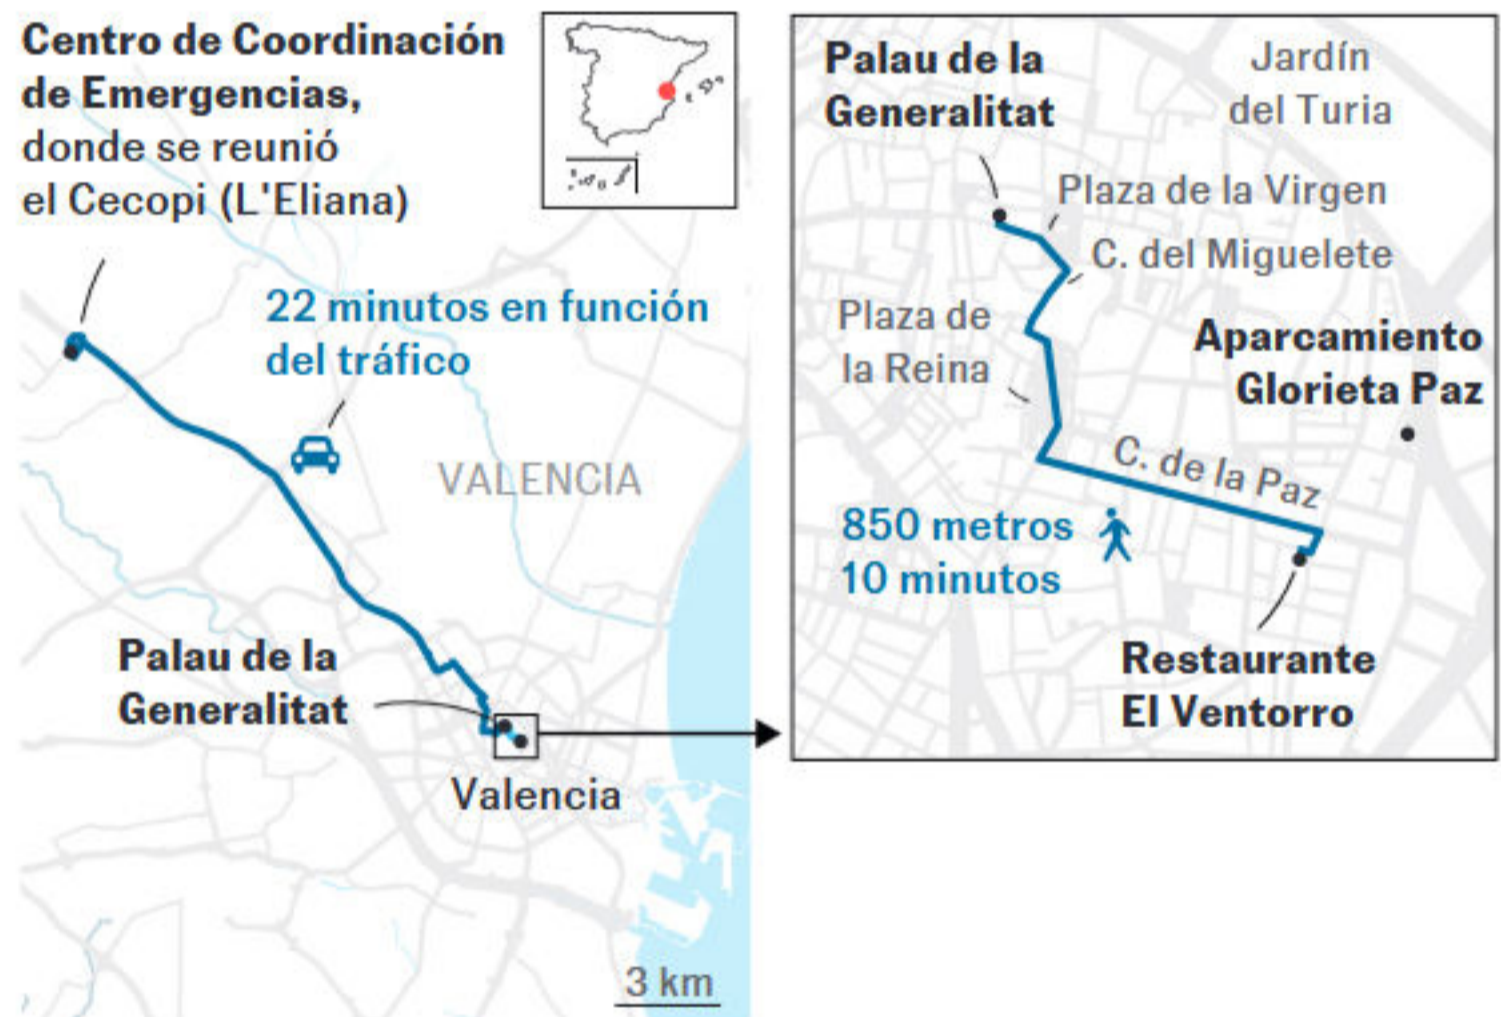 Centro de Coordinación
de Emergencias,
donde se reunió
el Cecopi (L'Eliana)
22 minutos en función
del tráfico
VALENCIA
Palau de la
Generalitat
Valencia
3 km
Palau de la
Generalitat
Jardín
del Turia
Plaza de la Virgen
C. del Miguelete
Plaza de
la Reina
Aparcamiento
Glorieta Paz
C. de la Paz
850 metros
10 minutos
Restaurante
El Ventorro